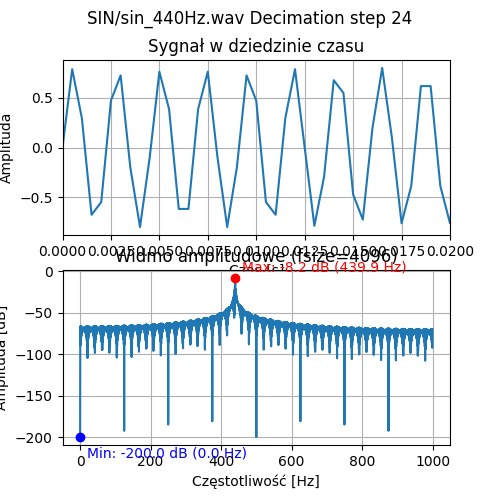 SIN/sin_440Hz.wav Decimation step 24
Sygnał w dziedzinie czasu
Amplituda
0.5
0.0
−0.5
0.0000 0.0025 0.0050 0.0075 0.0100 0.0125 0.0150 0.0175 0.0200
Czas [s]
Widmo amplitudowe (fsize=4096)
Max: -8.2 dB (439.9 Hz)
Amplituda [dB]
0
−50
−100
−150
−200
Min: -200.0 dB (0.0 Hz)
0 200 400 600 800 1000
Częstotliwość [Hz]